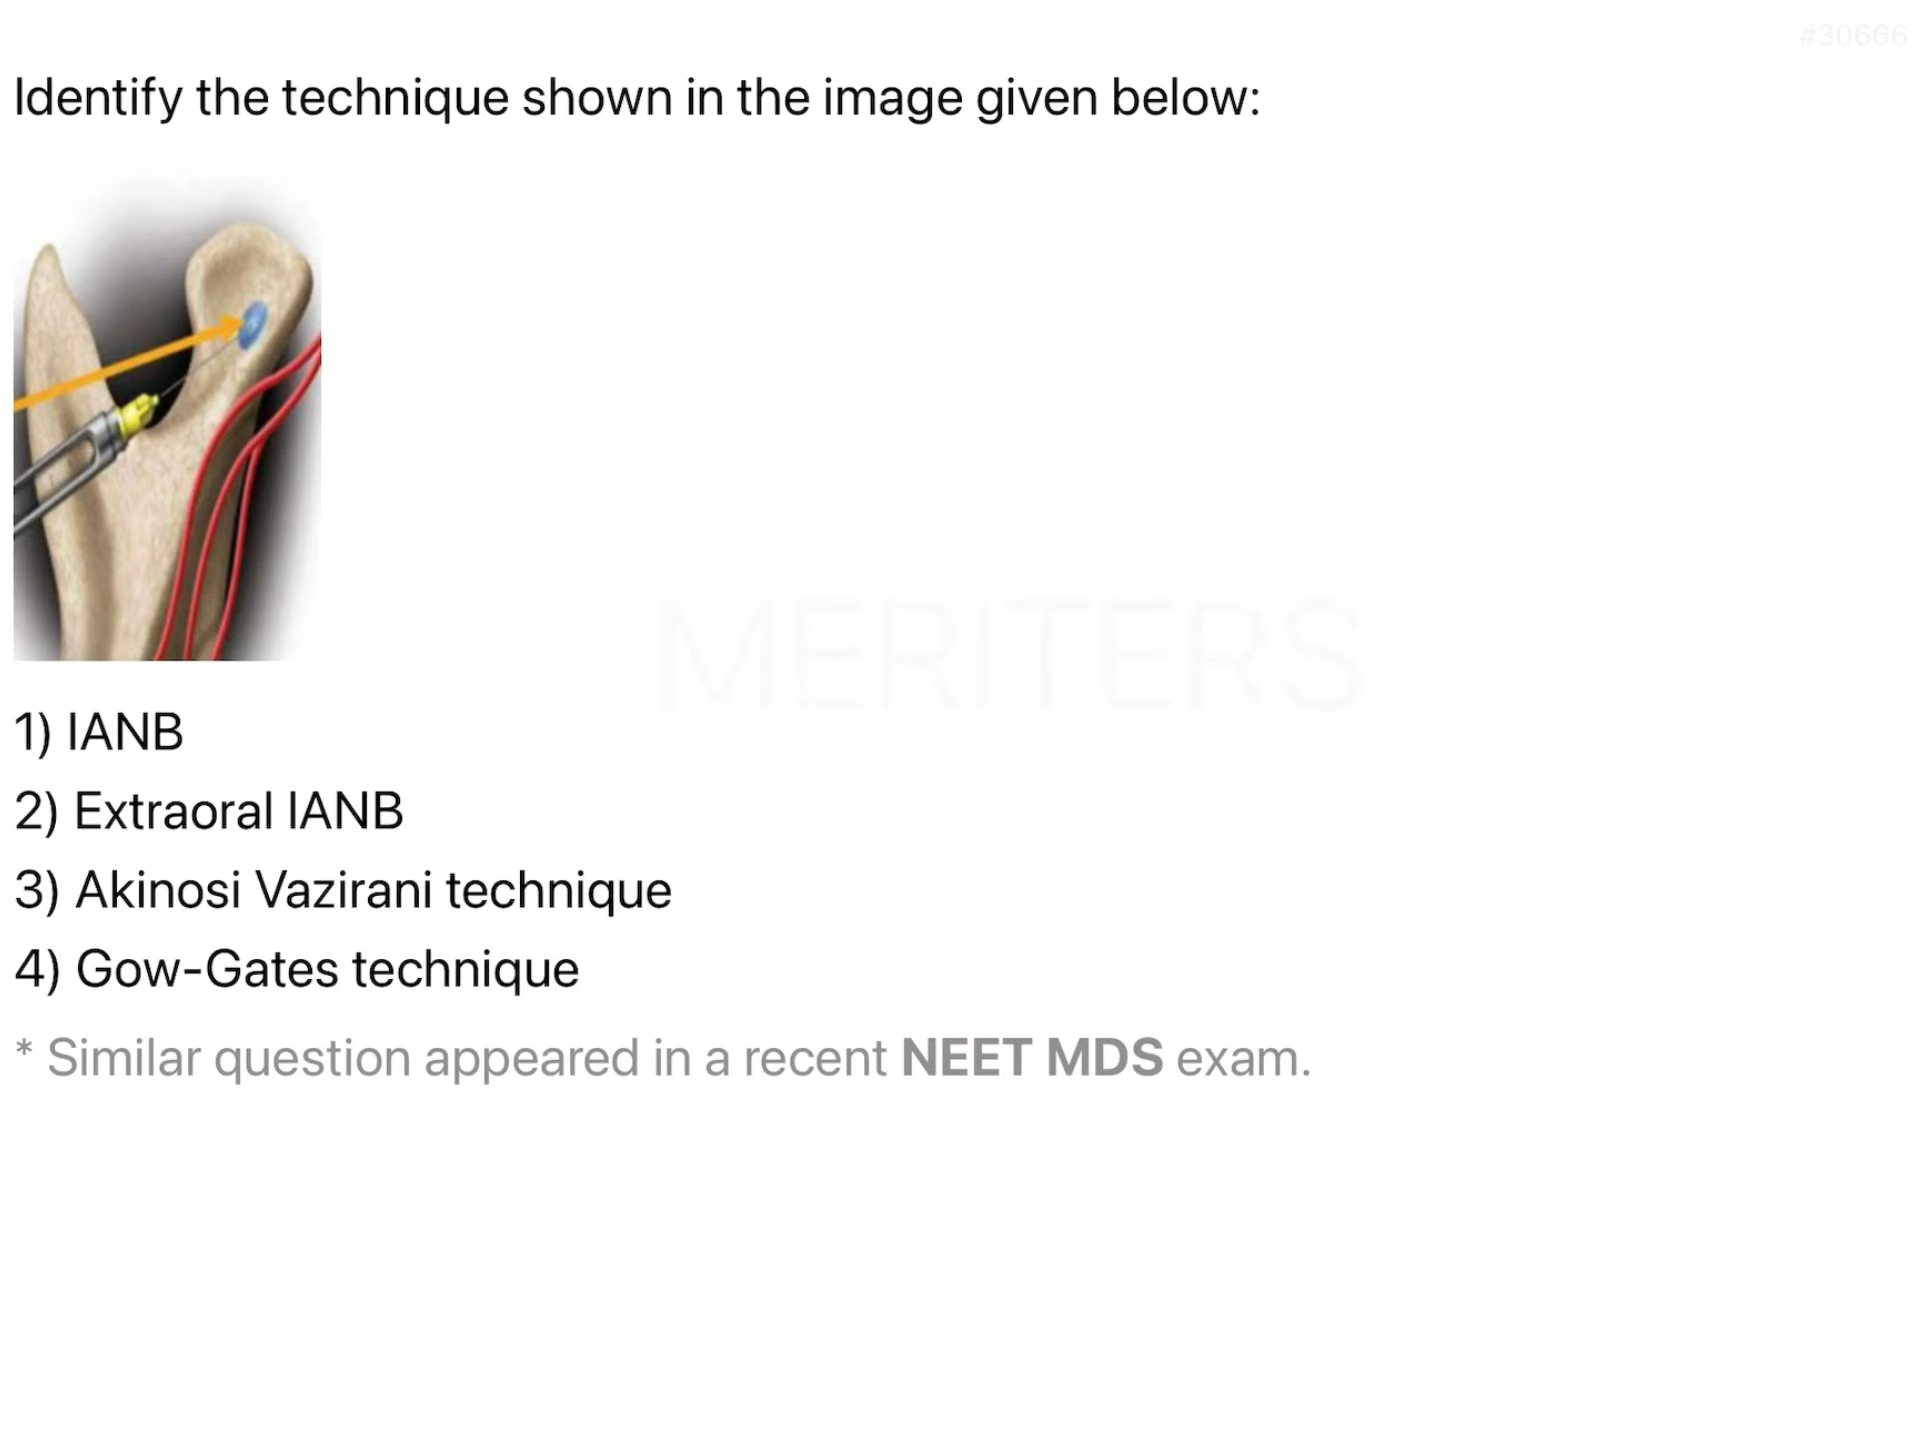 #30666
Identify the technique shown in the image given below:
MERITERS
1) IANB
2) Extraoral IANB
3) Akinosi Vazirani technique
4) Gow-Gates technique
* Similar question appeared in a recent NEET MDS exam.